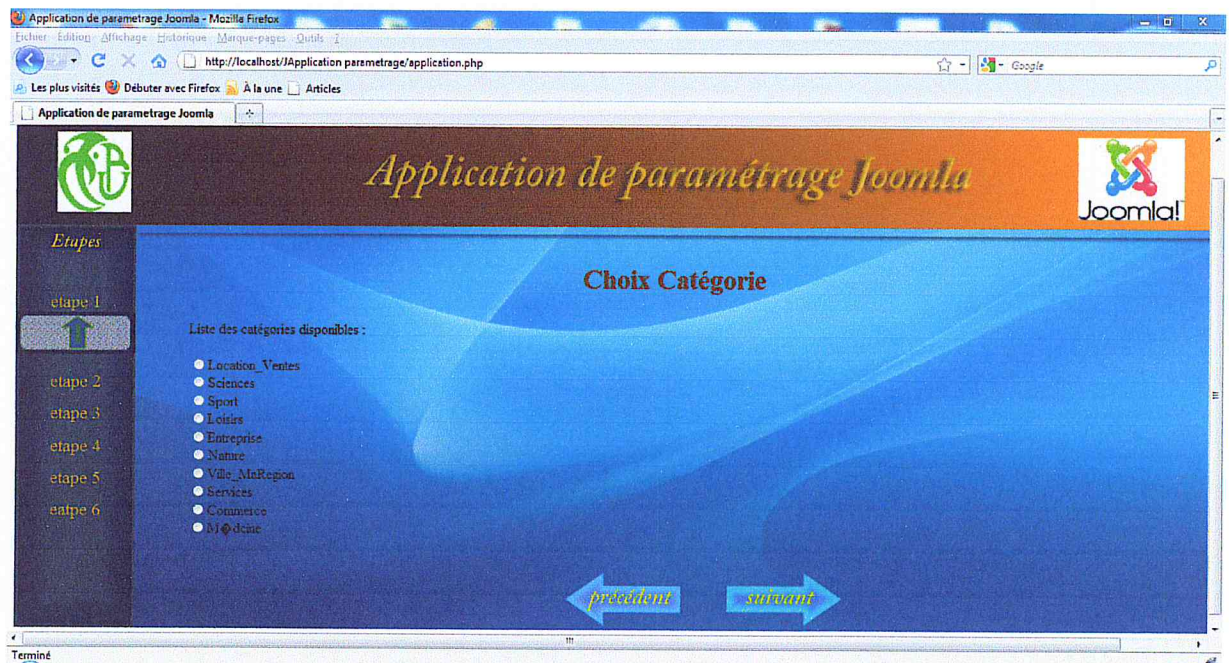 Application de parametrage Joomla - Mozilla Firefox
Fichier Edition Affichage Historique Marque-pages Outils ?
http://localhost/JApplication parametrage/application.php
Google
Les plus visités Débuter avec Firefox À la une Articles
Application de parametrage Joomla
Application de paramétrage Joomla
Joomla!
Etapes
Choix Catégorie
etape 1
Liste des catégories disponibles :
Location_Ventes
Sciences
Sport
Loisirs
Entreprise
Nature
Ville_MaRegion
Services
Commerce
M�dcine
etape 2
etape 3
etape 4
etape 5
eatpe 6
précédent
suivant
Terminé